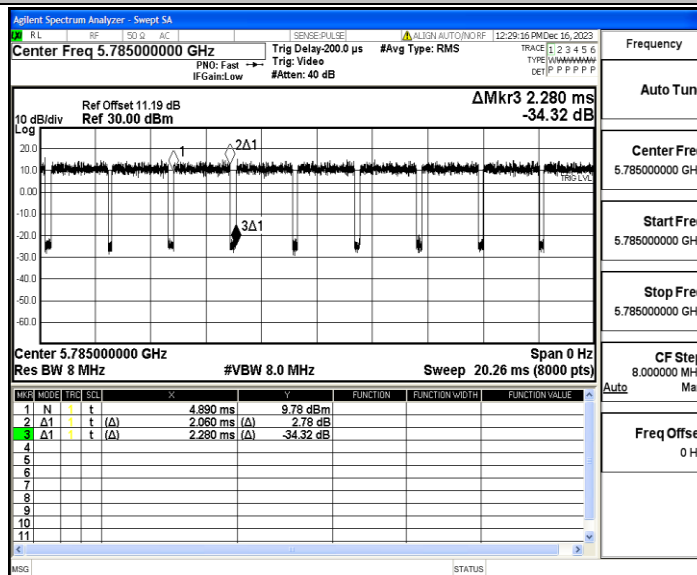 Agilent Spectrum Analyzer - Swept SA
RL RF 50 Ω AC SENSE:PULSE ALIGN AUTO/NO RF 12:29:16 PM Dec 16, 2023
Center Freq 5.785000000 GHz
PNO: Fast
IFGain:Low
Trig Delay-200.0 µs
Trig: Video
#Atten: 40 dB
#Avg Type: RMS
TRACE 1 2 3 4 5 6
TYPE
DET P P P P P P
Ref Offset 11.19 dB
10 dB/div Ref 30.00 dBm
Log
ΔMkr3 2.280 ms
-34.32 dB
20.0
10.0
0.00
-10.0
-20.0
-30.0
-40.0
-50.0
-60.0
1
2Δ1
3Δ1
TRIG LVL
Center 5.785000000 GHz Span 0 Hz
Res BW 8 MHz #VBW 8.0 MHz Sweep 20.26 ms (8000 pts)
MKR MODE TRC SCL X Y FUNCTION FUNCTION WIDTH FUNCTION VALUE
1 N 1 t 4.890 ms 9.78 dBm
2 Δ1 1 t (Δ) 2.060 ms (Δ) 2.78 dB
3 Δ1 1 t (Δ) 2.280 ms (Δ) -34.32 dB
4
5
6
7
8
9
10
11
MSG STATUS
Frequency
Auto Tun
Center Fre
5.785000000 GH
Start Fre
5.785000000 GH
Stop Fre
5.785000000 GH
CF Ste
8.000000 MH
Auto Ma
Freq Offse
0 H